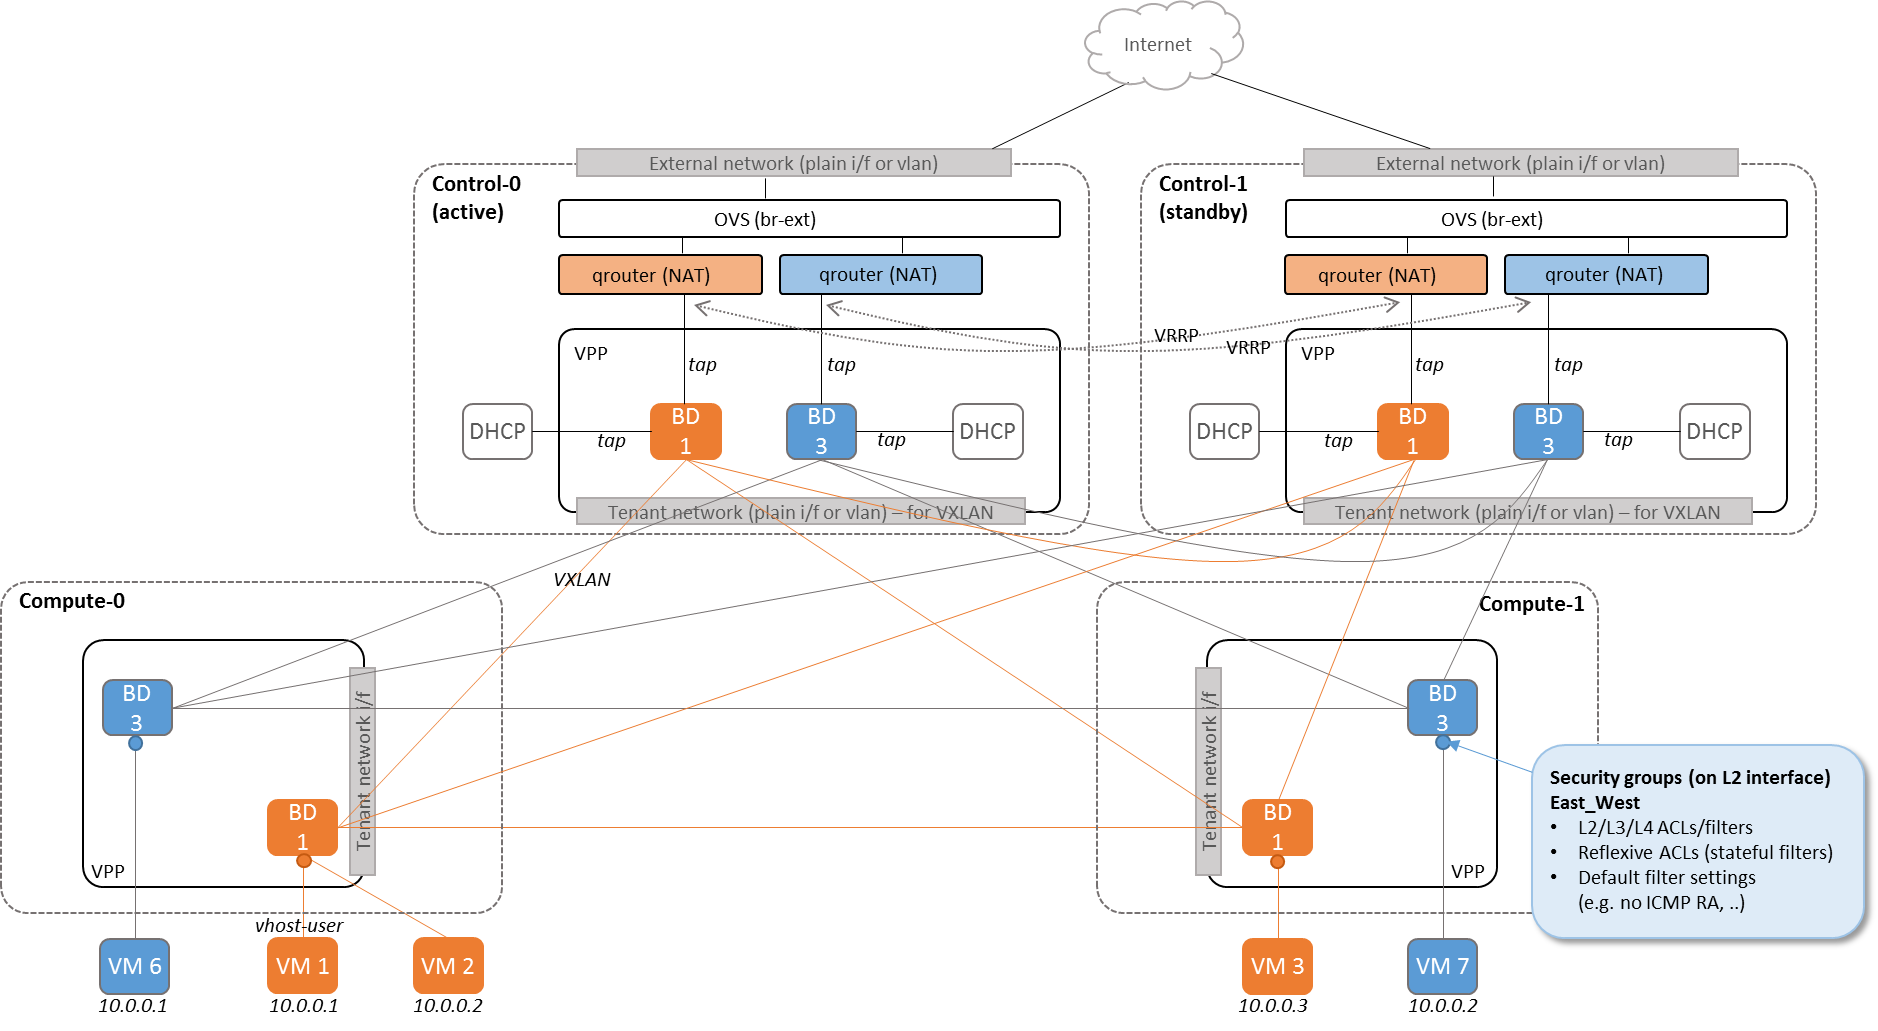 Internet
External network (plain i/f or vlan)
Control-0
(active)
OVS (br-ext)
qrouter (NAT)
qrouter (NAT)
VPP
tap
tap
DHCP
tap
BD
1
BD
3
tap
DHCP
Tenant network (plain i/f or vlan) – for VXLAN
VRRP
VRRP
External network (plain i/f or vlan)
Control-1
(standby)
OVS (br-ext)
qrouter (NAT)
qrouter (NAT)
VPP
tap
tap
DHCP
tap
BD
1
BD
3
tap
DHCP
Tenant network (plain i/f or vlan) – for VXLAN
VXLAN
Compute-0
BD
3
BD
1
Tenant network i/f
VPP
vhost-user
VM 6
10.0.0.1
VM 1
10.0.0.1
VM 2
10.0.0.2
Compute-1
Tenant network i/f
BD
3
BD
1
VPP
VM 3
10.0.0.3
VM 7
10.0.0.2
Security groups (on L2 interface)
East_West
• L2/L3/L4 ACLs/filters
• Reflexive ACLs (stateful filters)
• Default filter settings
(e.g. no ICMP RA, ..)